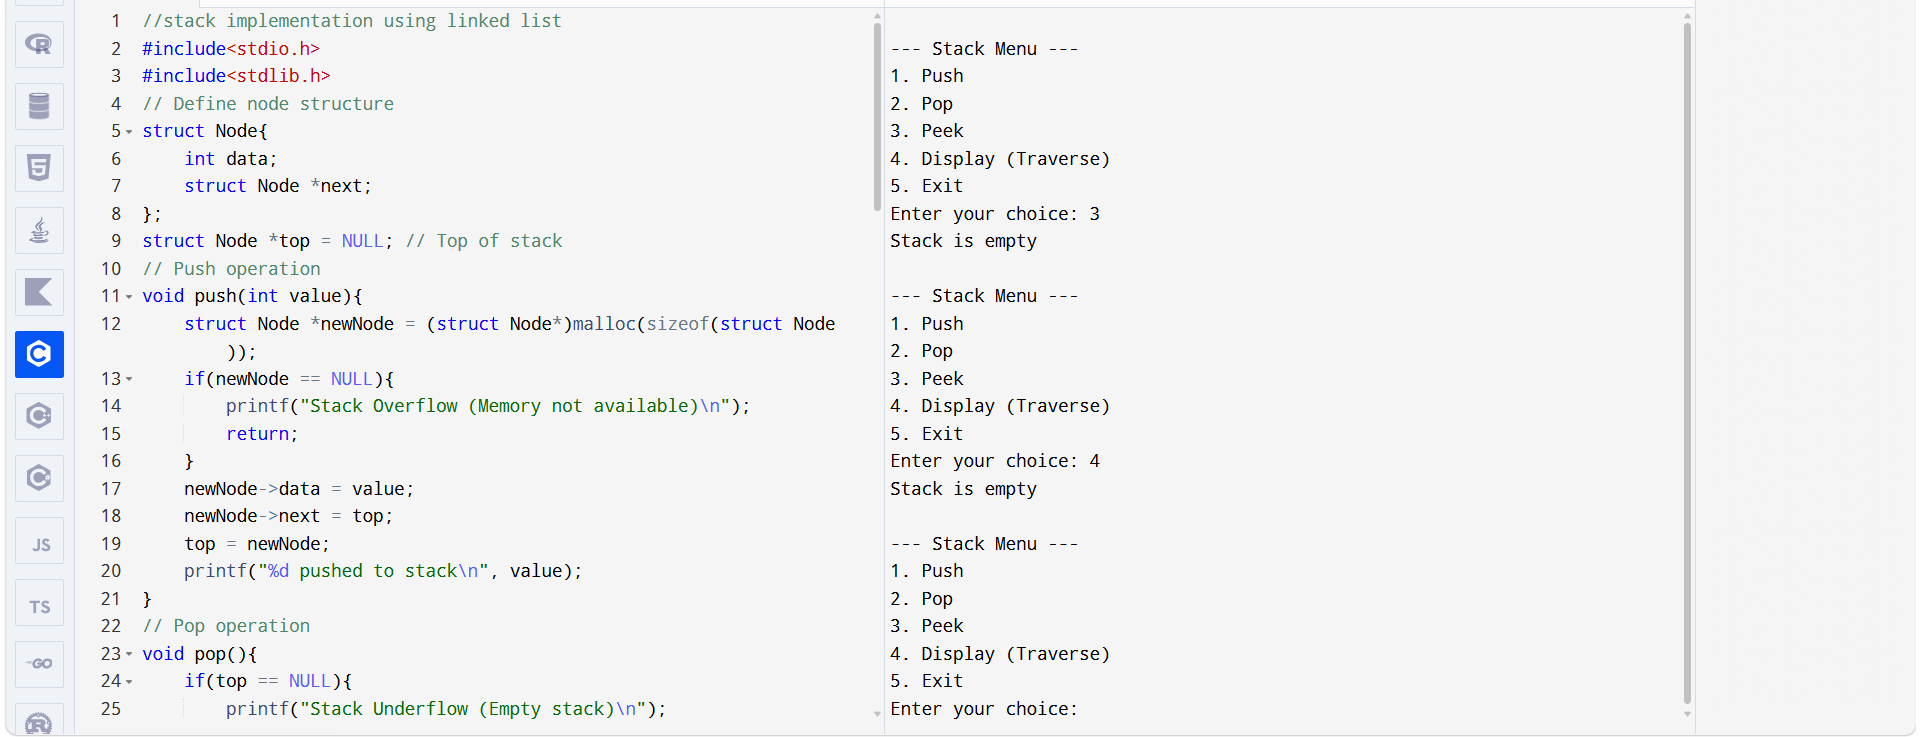 1 //stack implementation using linked list
2 #include<stdio.h>
3 #include<stdlib.h>
4 // Define node structure
5 struct Node{
6     int data;
7     struct Node *next;
8 };
9 struct Node *top = NULL; // Top of stack
10 // Push operation
11 void push(int value){
12     struct Node *newNode = (struct Node*)malloc(sizeof(struct Node
        ));
13     if(newNode == NULL){
14         printf("Stack Overflow (Memory not available)\n");
15         return;
16     }
17     newNode->data = value;
18     newNode->next = top;
19     top = newNode;
20     printf("%d pushed to stack\n", value);
21 }
22 // Pop operation
23 void pop(){
24     if(top == NULL){
25         printf("Stack Underflow (Empty stack)\n");
--- Stack Menu ---
1. Push
2. Pop
3. Peek
4. Display (Traverse)
5. Exit
Enter your choice: 3
Stack is empty
--- Stack Menu ---
1. Push
2. Pop
3. Peek
4. Display (Traverse)
5. Exit
Enter your choice: 4
Stack is empty
--- Stack Menu ---
1. Push
2. Pop
3. Peek
4. Display (Traverse)
5. Exit
Enter your choice:
R
5
C
C
C
JS
TS
GO
R